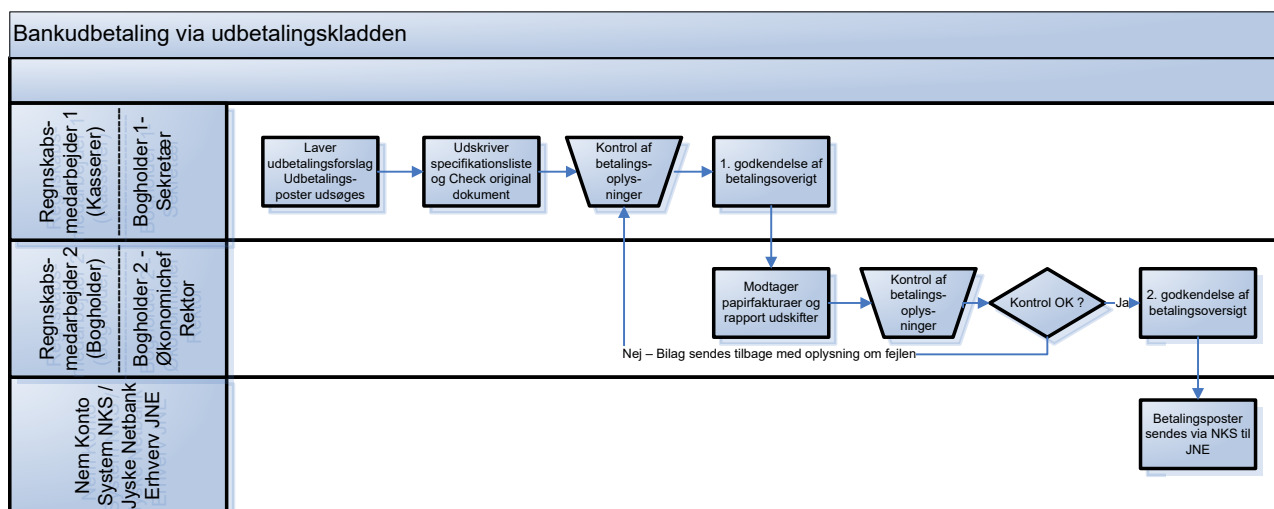 Bankudbetaling via udbetalingskladden
Regnskabs-
medarbejder 1
(Kasserer)
Bogholder 1-
Sekretær
Laver
udbetalingsforslag
Udbetalings-
poster udsøges
Udskriver
specifikationsliste
og Check original
dokument
Kontrol af
betalings-
oplys-
ninger
1. godkendelse af
betalingsoverigt
Regnskabs-
medarbejder 2
(Bogholder)
Bogholder 2 -
Økonomichef
Rektor
Modtager
papirfakturaer og
rapport udskifter
Kontrol af
betalings-
oplys-
ninger
Kontrol OK ?
Ja
2. godkendelse af
betalingsoversigt
Nej – Bilag sendes tilbage med oplysning om fejlen
Nem Konto
System NKS /
Jyske Netbank
Erhverv JNE
Betalingsposter
sendes via NKS til
JNE